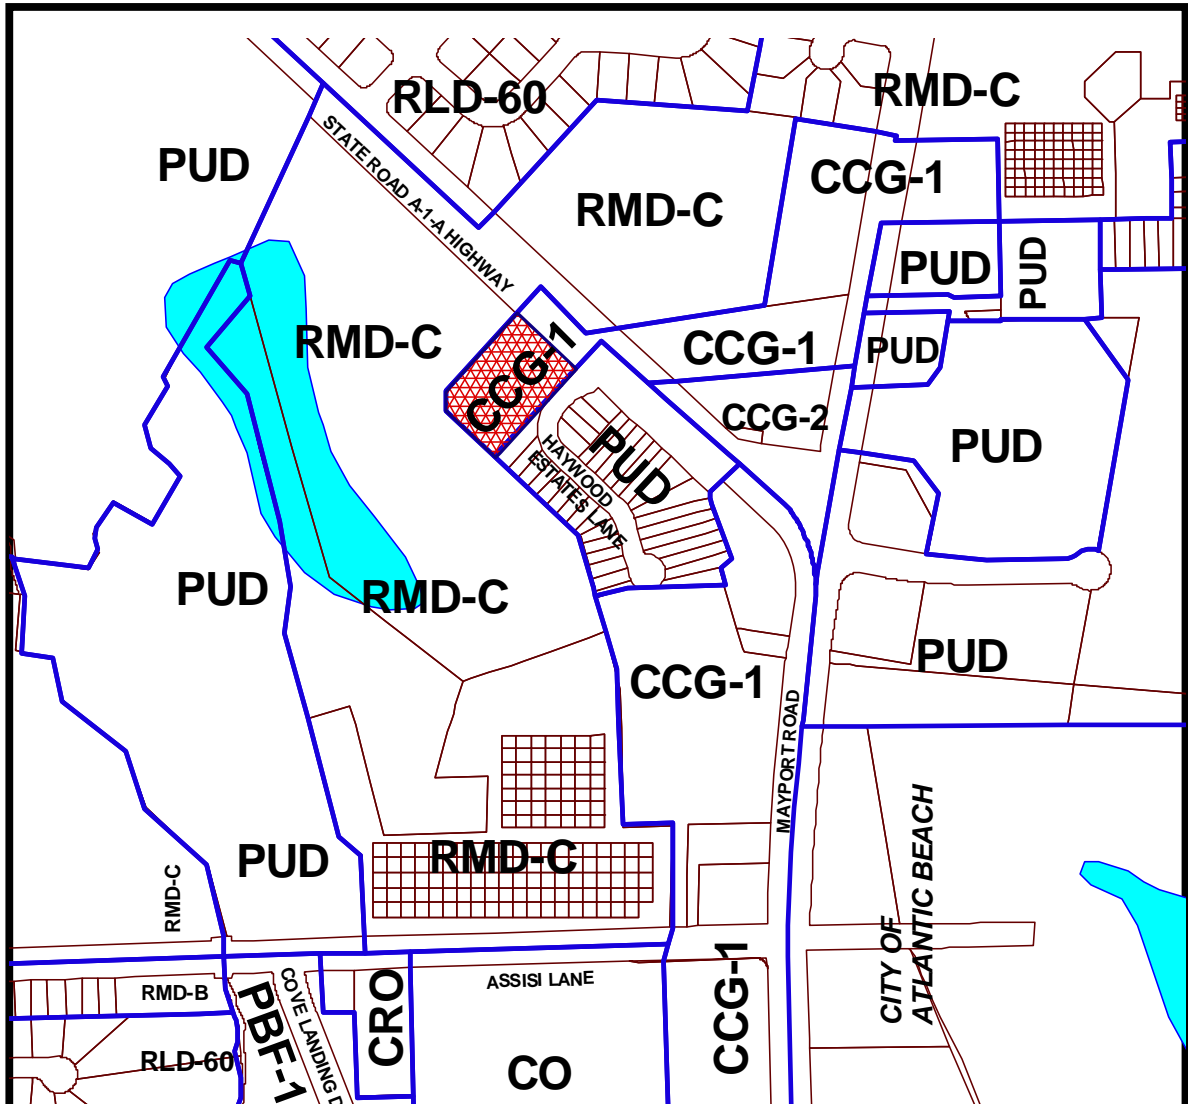 RLD-60
RMD-C
PUD
STATE ROAD A-1-A HIGHWAY
CCG-1
RMD-C
PUD
PUD
RMD-C
CCG-1
CCG-1
PUD
CCG-2
PUD
HAYWOOD
ESTATES LANE
PUD
PUD
RMD-C
PUD
CCG-1
MAYPORT ROAD
PUD
RMD-C
RMD-C
CITY OF
ATLANTIC BEACH
CCG-1
RMD-B
PBF-1
COVE LANDING D
CRO
ASSISI LANE
RLD-60
CO